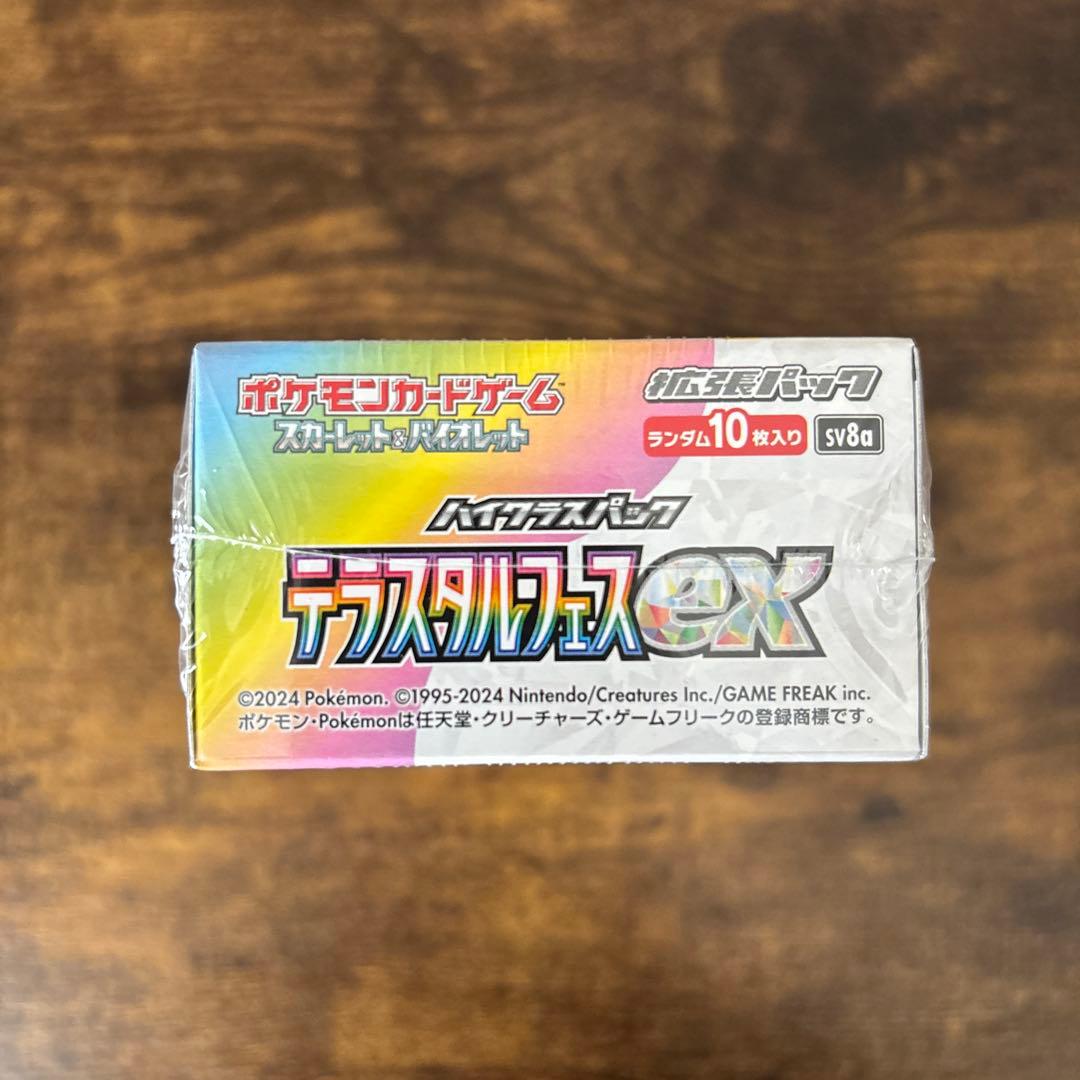 ポケモンカードゲーム™
スカーレット&バイオレット
拡張パック
ランダム10枚入り
SV8a
ハイクラスパック
テラスタルフェスex
©2024 Pokémon. ©1995-2024 Nintendo/Creatures Inc./GAME FREAK inc.
ポケモン・Pokémonは任天堂・クリーチャーズ・ゲームフリークの登録商標です。